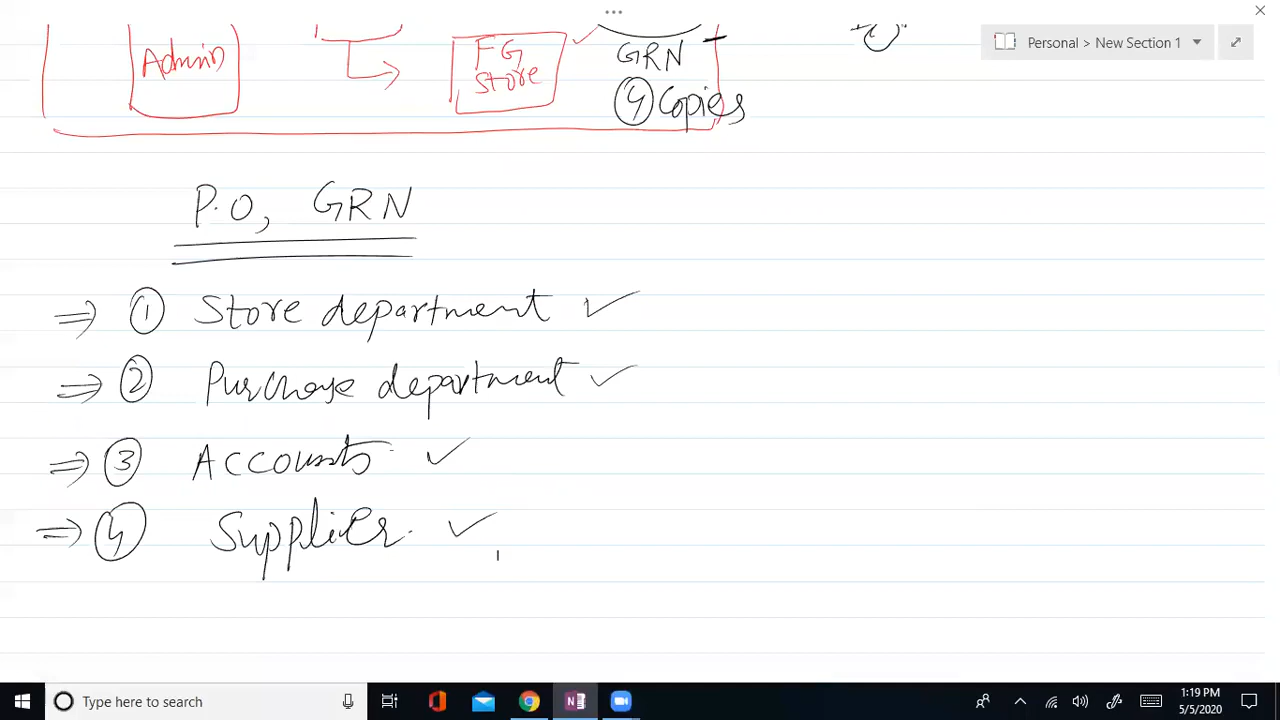 Personal > New Section 1
Admin
FG
Store
GRN
4 Copies
P.O, GRN
⇒ 1 Store department ✓
⇒ 2 Purchase department ✓
⇒ 3 Accounts ✓
⇒ 4 Supplier. ✓
Type here to search
1:19 PM
5/5/2020